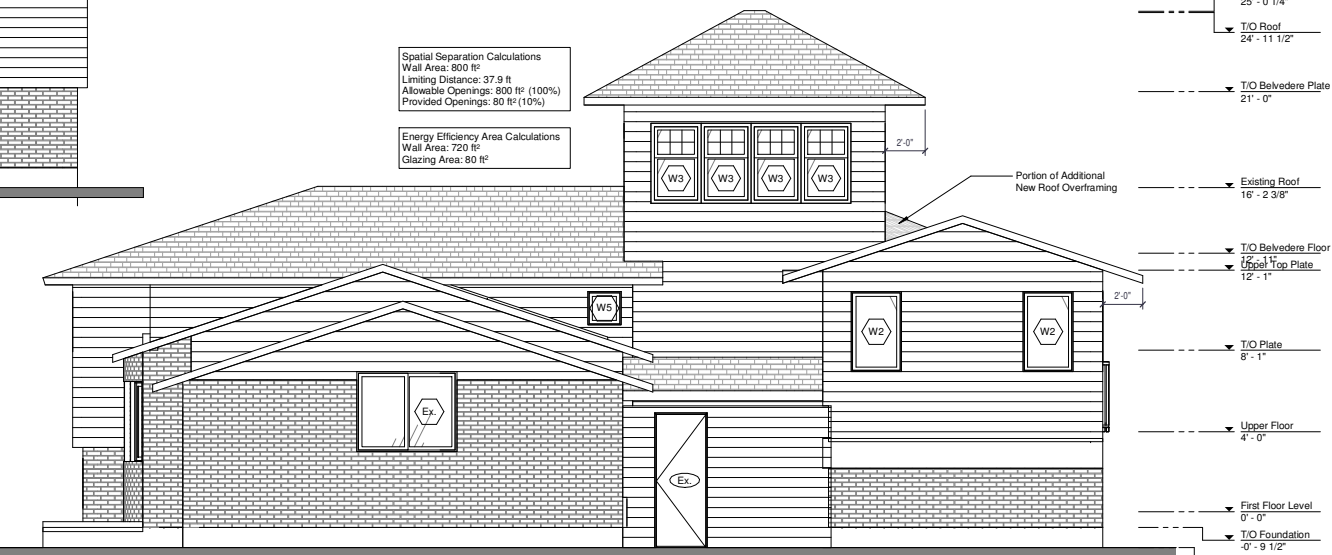 Spatial Separation Calculations
Wall Area: 800 ft²
Limiting Distance: 37.9 ft
Allowable Openings: 800 ft² (100%)
Provided Openings: 80 ft² (10%)
Energy Efficiency Area Calculations
Wall Area: 720 ft²
Glazing Area: 80 ft²
W3
W3
W3
W3
2'-0"
Portion of Additional
New Roof Overframing
W5
W2
W2
2'-0"
Ex.
Ex.
25' - 0 1/4"
T/O Roof
24' - 11 1/2"
T/O Belvedere Plate
21' - 0"
Existing Roof
16' - 2 3/8"
T/O Belvedere Floor
12' - 11"
Upper Top Plate
12' - 1"
T/O Plate
8' - 1"
Upper Floor
4' - 0"
First Floor Level
0' - 0"
T/O Foundation
-0' - 9 1/2"